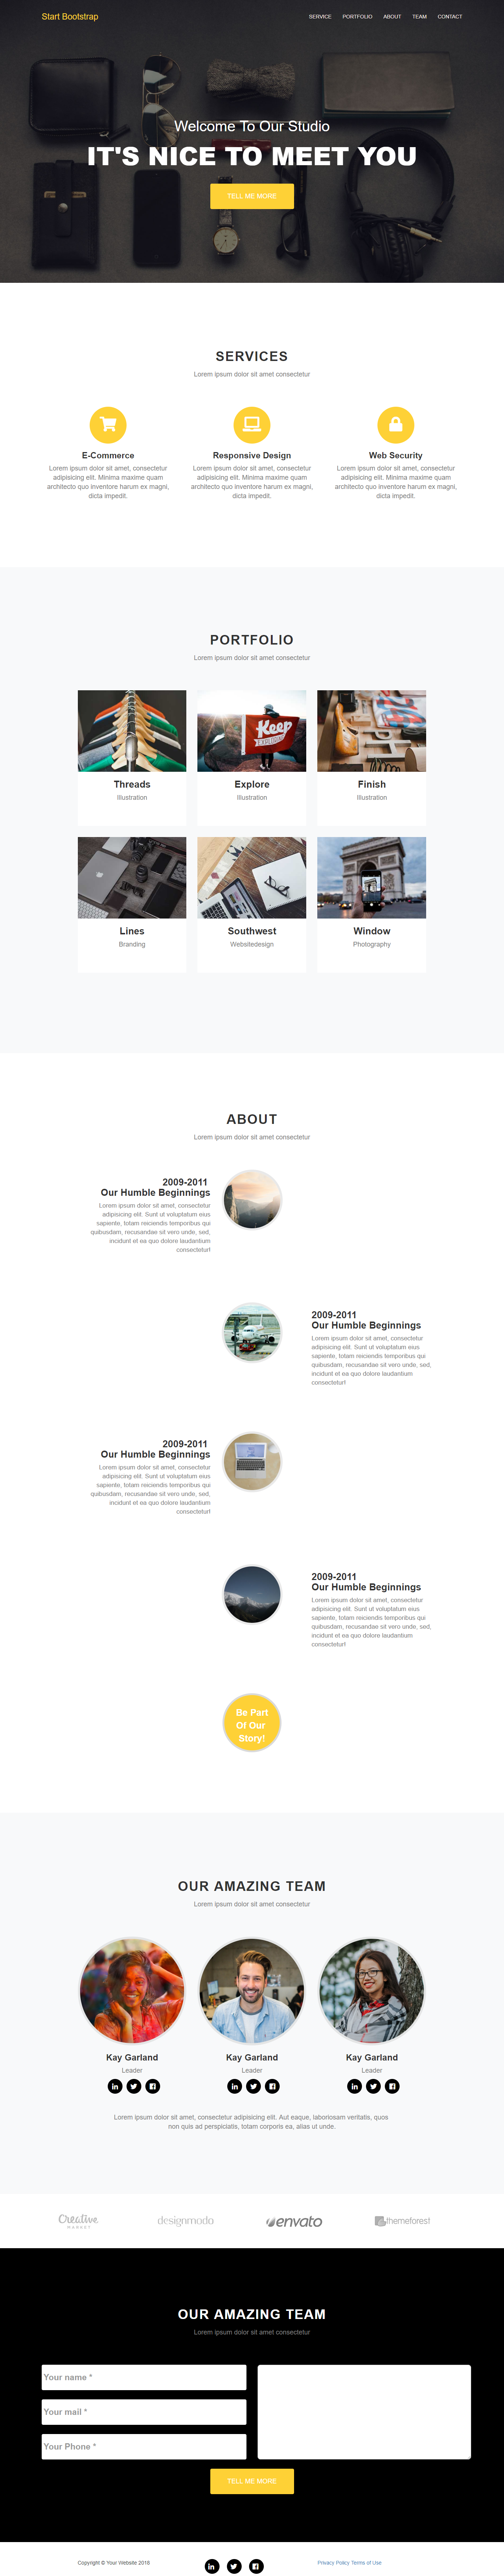 Start Bootstrap
SERVICE PORTFOLIO ABOUT TEAM CONTACT
Welcome To Our Studio
IT'S NICE TO MEET YOU
TELL ME MORE
SERVICES
Lorem ipsum dolor sit amet consectetur
E-Commerce
Lorem ipsum dolor sit amet, consectetur
adipisicing elit. Minima maxime quam
architecto quo inventore harum ex magni,
dicta impedit.
Responsive Design
Lorem ipsum dolor sit amet, consectetur
adipisicing elit. Minima maxime quam
architecto quo inventore harum ex magni,
dicta impedit.
Web Security
Lorem ipsum dolor sit amet, consectetur
adipisicing elit. Minima maxime quam
architecto quo inventore harum ex magni,
dicta impedit.
PORTFOLIO
Lorem ipsum dolor sit amet consectetur
Keep
EXPLORING
Threads
Illustration
Explore
Illustration
Finish
Illustration
Lines
Branding
Southwest
Websitedesign
Window
Photography
ABOUT
Lorem ipsum dolor sit amet consectetur
2009-2011
Our Humble Beginnings
Lorem ipsum dolor sit amet, consectetur
adipisicing elit. Sunt ut voluptatum eius
sapiente, totam reiciendis temporibus qui
quibusdam, recusandae sit vero unde, sed,
incidunt et ea quo dolore laudantium
consectetur!
2009-2011
Our Humble Beginnings
Lorem ipsum dolor sit amet, consectetur
adipisicing elit. Sunt ut voluptatum eius
sapiente, totam reiciendis temporibus qui
quibusdam, recusandae sit vero unde, sed,
incidunt et ea quo dolore laudantium
consectetur!
2009-2011
Our Humble Beginnings
Lorem ipsum dolor sit amet, consectetur
adipisicing elit. Sunt ut voluptatum eius
sapiente, totam reiciendis temporibus qui
quibusdam, recusandae sit vero unde, sed,
incidunt et ea quo dolore laudantium
consectetur!
2009-2011
Our Humble Beginnings
Lorem ipsum dolor sit amet, consectetur
adipisicing elit. Sunt ut voluptatum eius
sapiente, totam reiciendis temporibus qui
quibusdam, recusandae sit vero unde, sed,
incidunt et ea quo dolore laudantium
consectetur!
Be Part
Of Our
Story!
OUR AMAZING TEAM
Lorem ipsum dolor sit amet consectetur
Kay Garland
Leader
Kay Garland
Leader
Kay Garland
Leader
Lorem ipsum dolor sit amet, consectetur adipisicing elit. Aut eaque, laboriosam veritatis, quos
non quis ad perspiciatis, totam corporis ea, alias ut unde.
Creative
MARKET
designmodo
envato
themeforest
OUR AMAZING TEAM
Lorem ipsum dolor sit amet consectetur
Your name *
Your mail *
Your Phone *
TELL ME MORE
Copyright © Your Website 2016
Privacy Policy Terms of Use